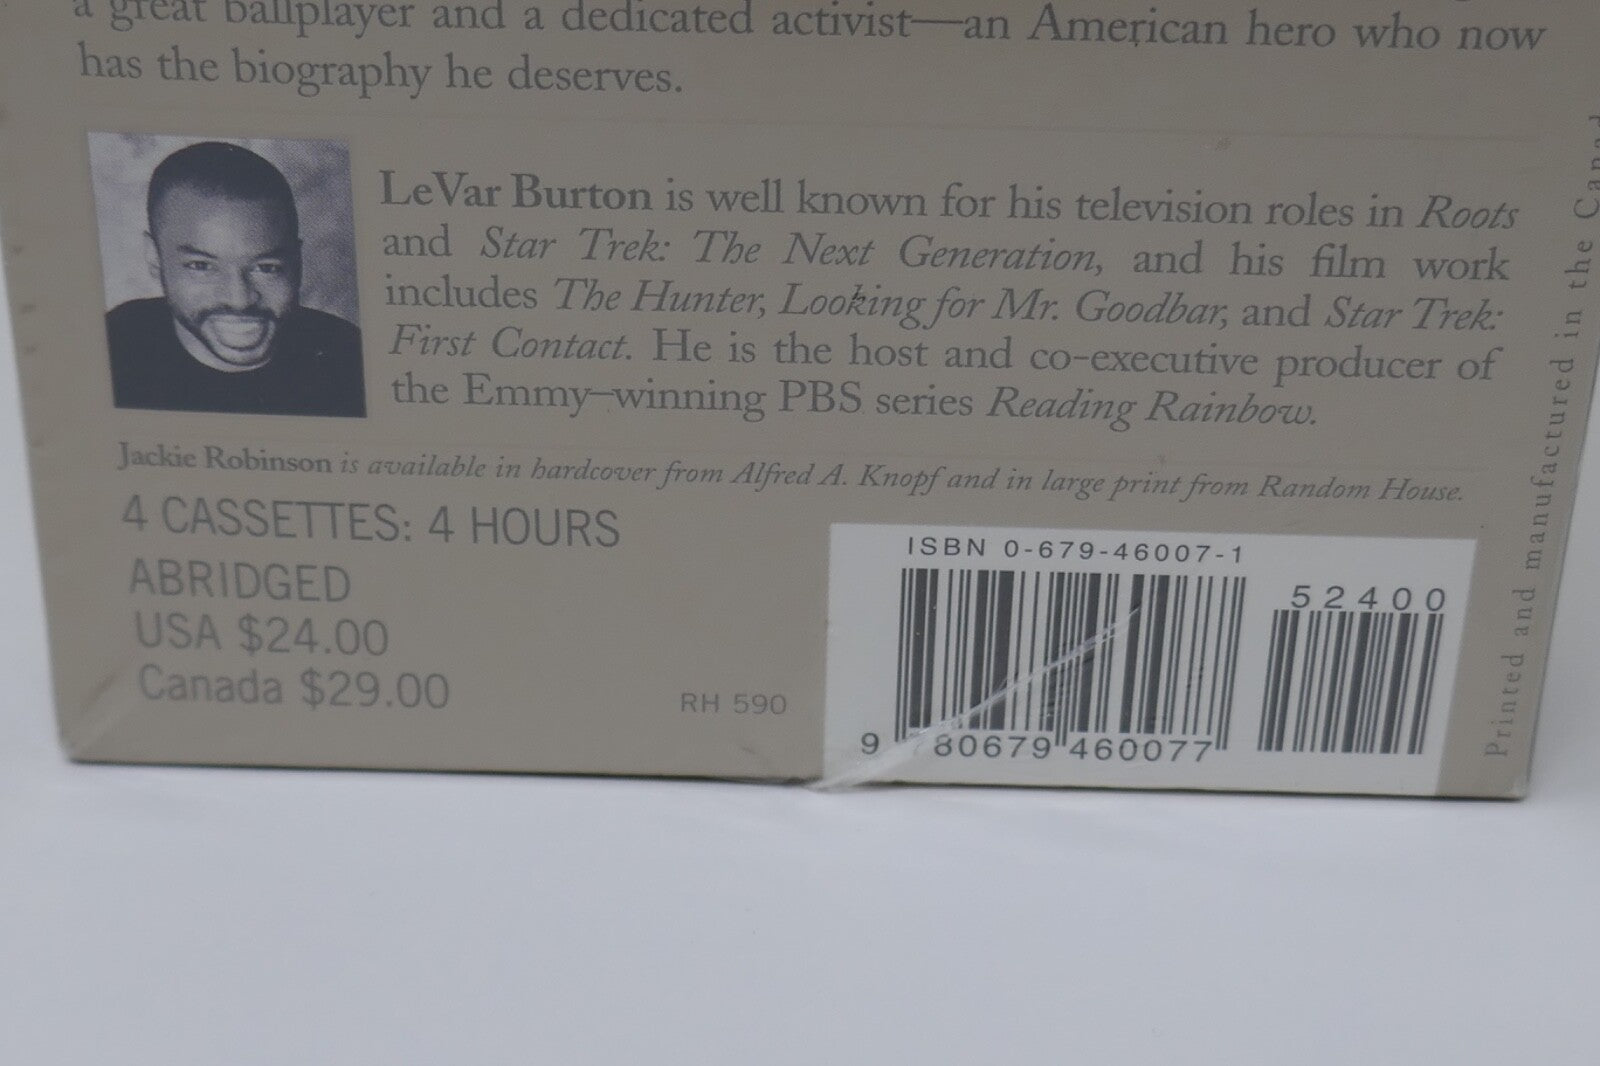 a great ballplayer and a dedicated activist—an American hero who now
has the biography he deserves.
LeVar Burton is well known for his television roles in Roots
and Star Trek: The Next Generation, and his film work
includes The Hunter, Looking for Mr. Goodbar, and Star Trek:
First Contact. He is the host and co-executive producer of
the Emmy–winning PBS series Reading Rainbow.
Jackie Robinson is available in hardcover from Alfred A. Knopf and in large print from Random House.
4 CASSETTES: 4 HOURS
ABRIDGED
USA $24.00
Canada $29.00
RH 590
ISBN 0-679-46007-1
52400
9 780679 460077
Printed and manufactured in the